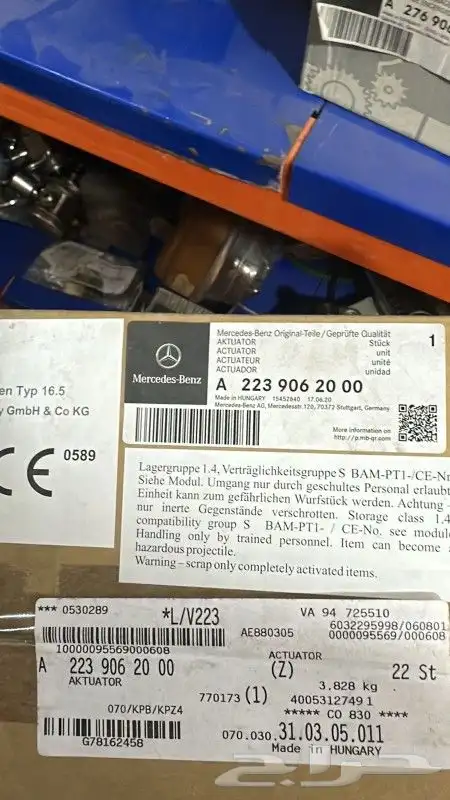 A 276 906
Mercedes-Benz Original-Teile/Geprüfte Qualität
AKTUATOR Stück 1
ACTUATOR unit
ACTUATEUR unité
ACTUADOR unidad
Mercedes-Benz
A 223 906 20 00
Made in HUNGARY 15452640 17.06.20
Mercedes-Benz AG, Mercedesstr.120, 70372 Stuttgart, Germany.
More information on
http://p.mb-qr.com
en Typ 16.5
y GmbH & Co KG
CE 0589
Lagergruppe 1.4, Verträglichkeitsgruppe S BAM-PT1-/CE-Nr
Siehe Modul. Umgang nur durch geschultes Personal erlaubt
Einheit kann zum gefährlichen Wurfstück werden. Achtung -
nur inerte Gegenstände verschrotten. Storage class 1.4
compatibility group S BAM-PT1- / CE-No. see module
Handling only by trained personnel. Item can become a
hazardous projectile.
Warning – scrap only completely activated items.
*** 0530289 *L/V223 VA 94 725510
AE880305 6032295998/060801
0000095569/000608
10000095569000608
A 223 906 20 00 ACTUATOR
AKTUATOR (Z) 22 St
3.828 kg
770173 (1) 4005312749 1
070/KPB/KPZ4 ***** CO 830 ****
G78162458 070.030.31.03.05.011
Made in HUNGARY
حراج